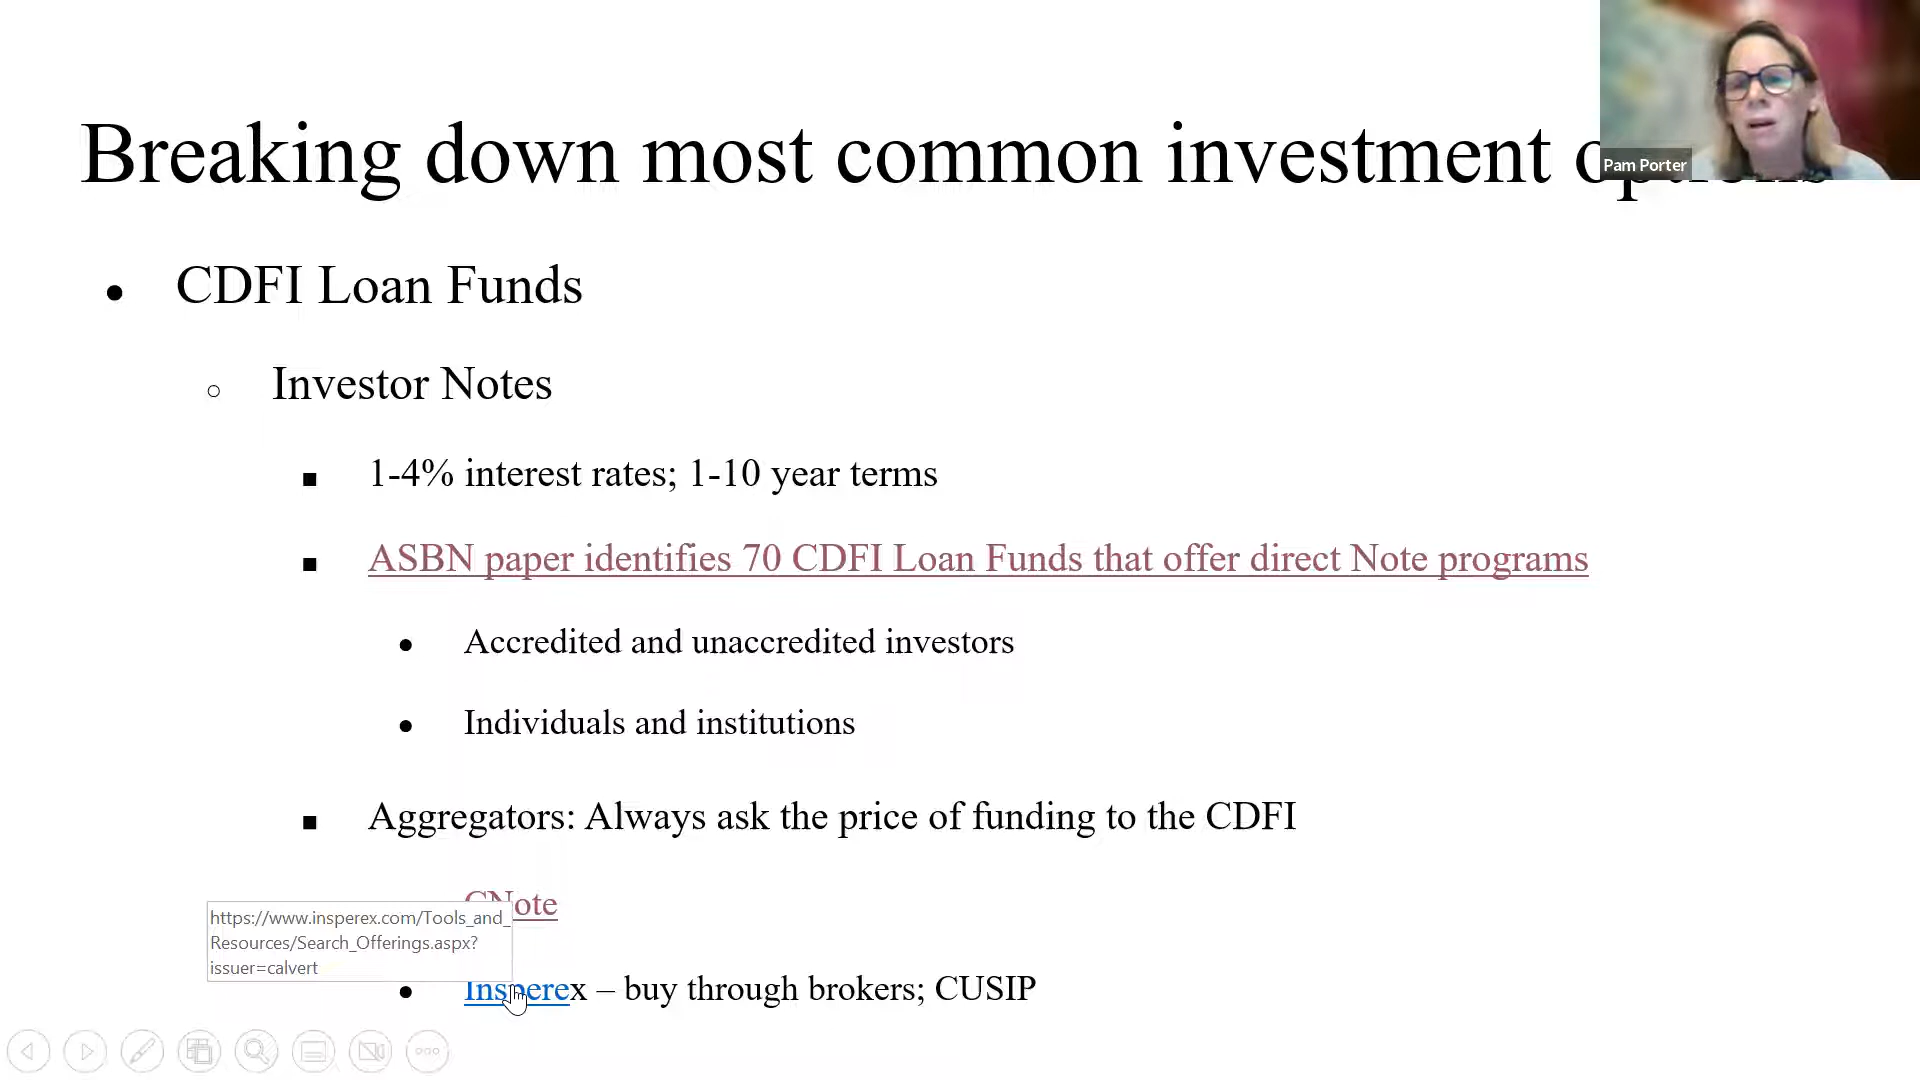 Breaking down most common investment options
Pam Porter
CDFI Loan Funds
Investor Notes
1-4% interest rates; 1-10 year terms
ASBN paper identifies 70 CDFI Loan Funds that offer direct Note programs
Accredited and unaccredited investors
Individuals and institutions
Aggregators: Always ask the price of funding to the CDFI
CNote
https://www.insperex.com/Tools_and_
Resources/Search_Offerings.aspx?
issuer=calvert
Insperex – buy through brokers; CUSIP